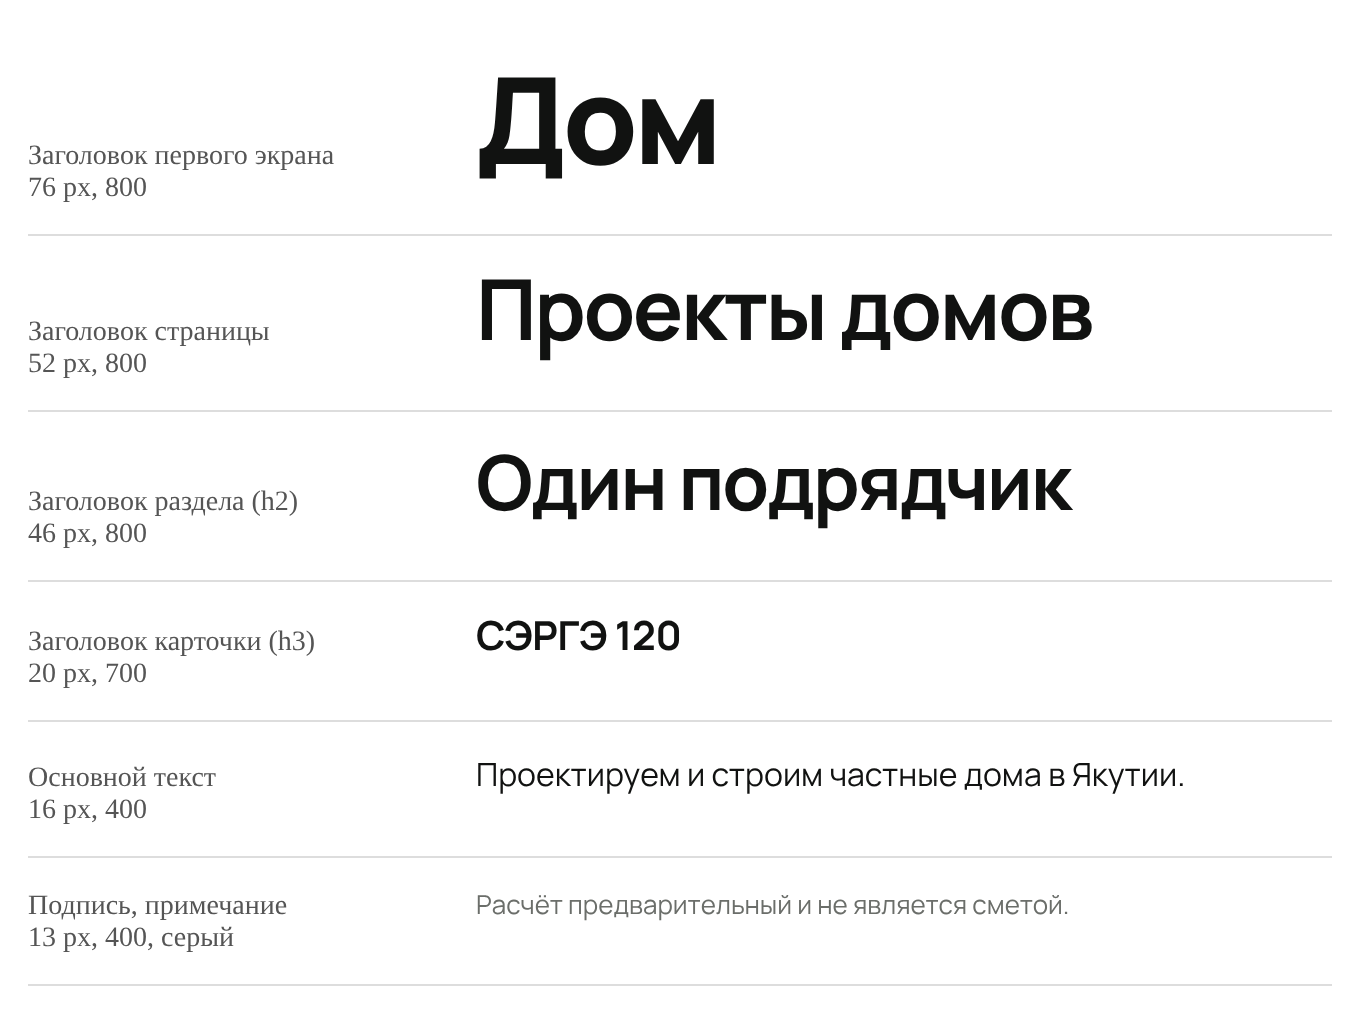 Дом
Заголовок первого экрана
76 px, 800
Проекты домов
Заголовок страницы
52 px, 800
Один подрядчик
Заголовок раздела (h2)
46 px, 800
СЭРГЭ 120
Заголовок карточки (h3)
20 px, 700
Проектируем и строим частные дома в Якутии.
Основной текст
16 px, 400
Расчёт предварительный и не является сметой.
Подпись, примечание
13 px, 400, серый